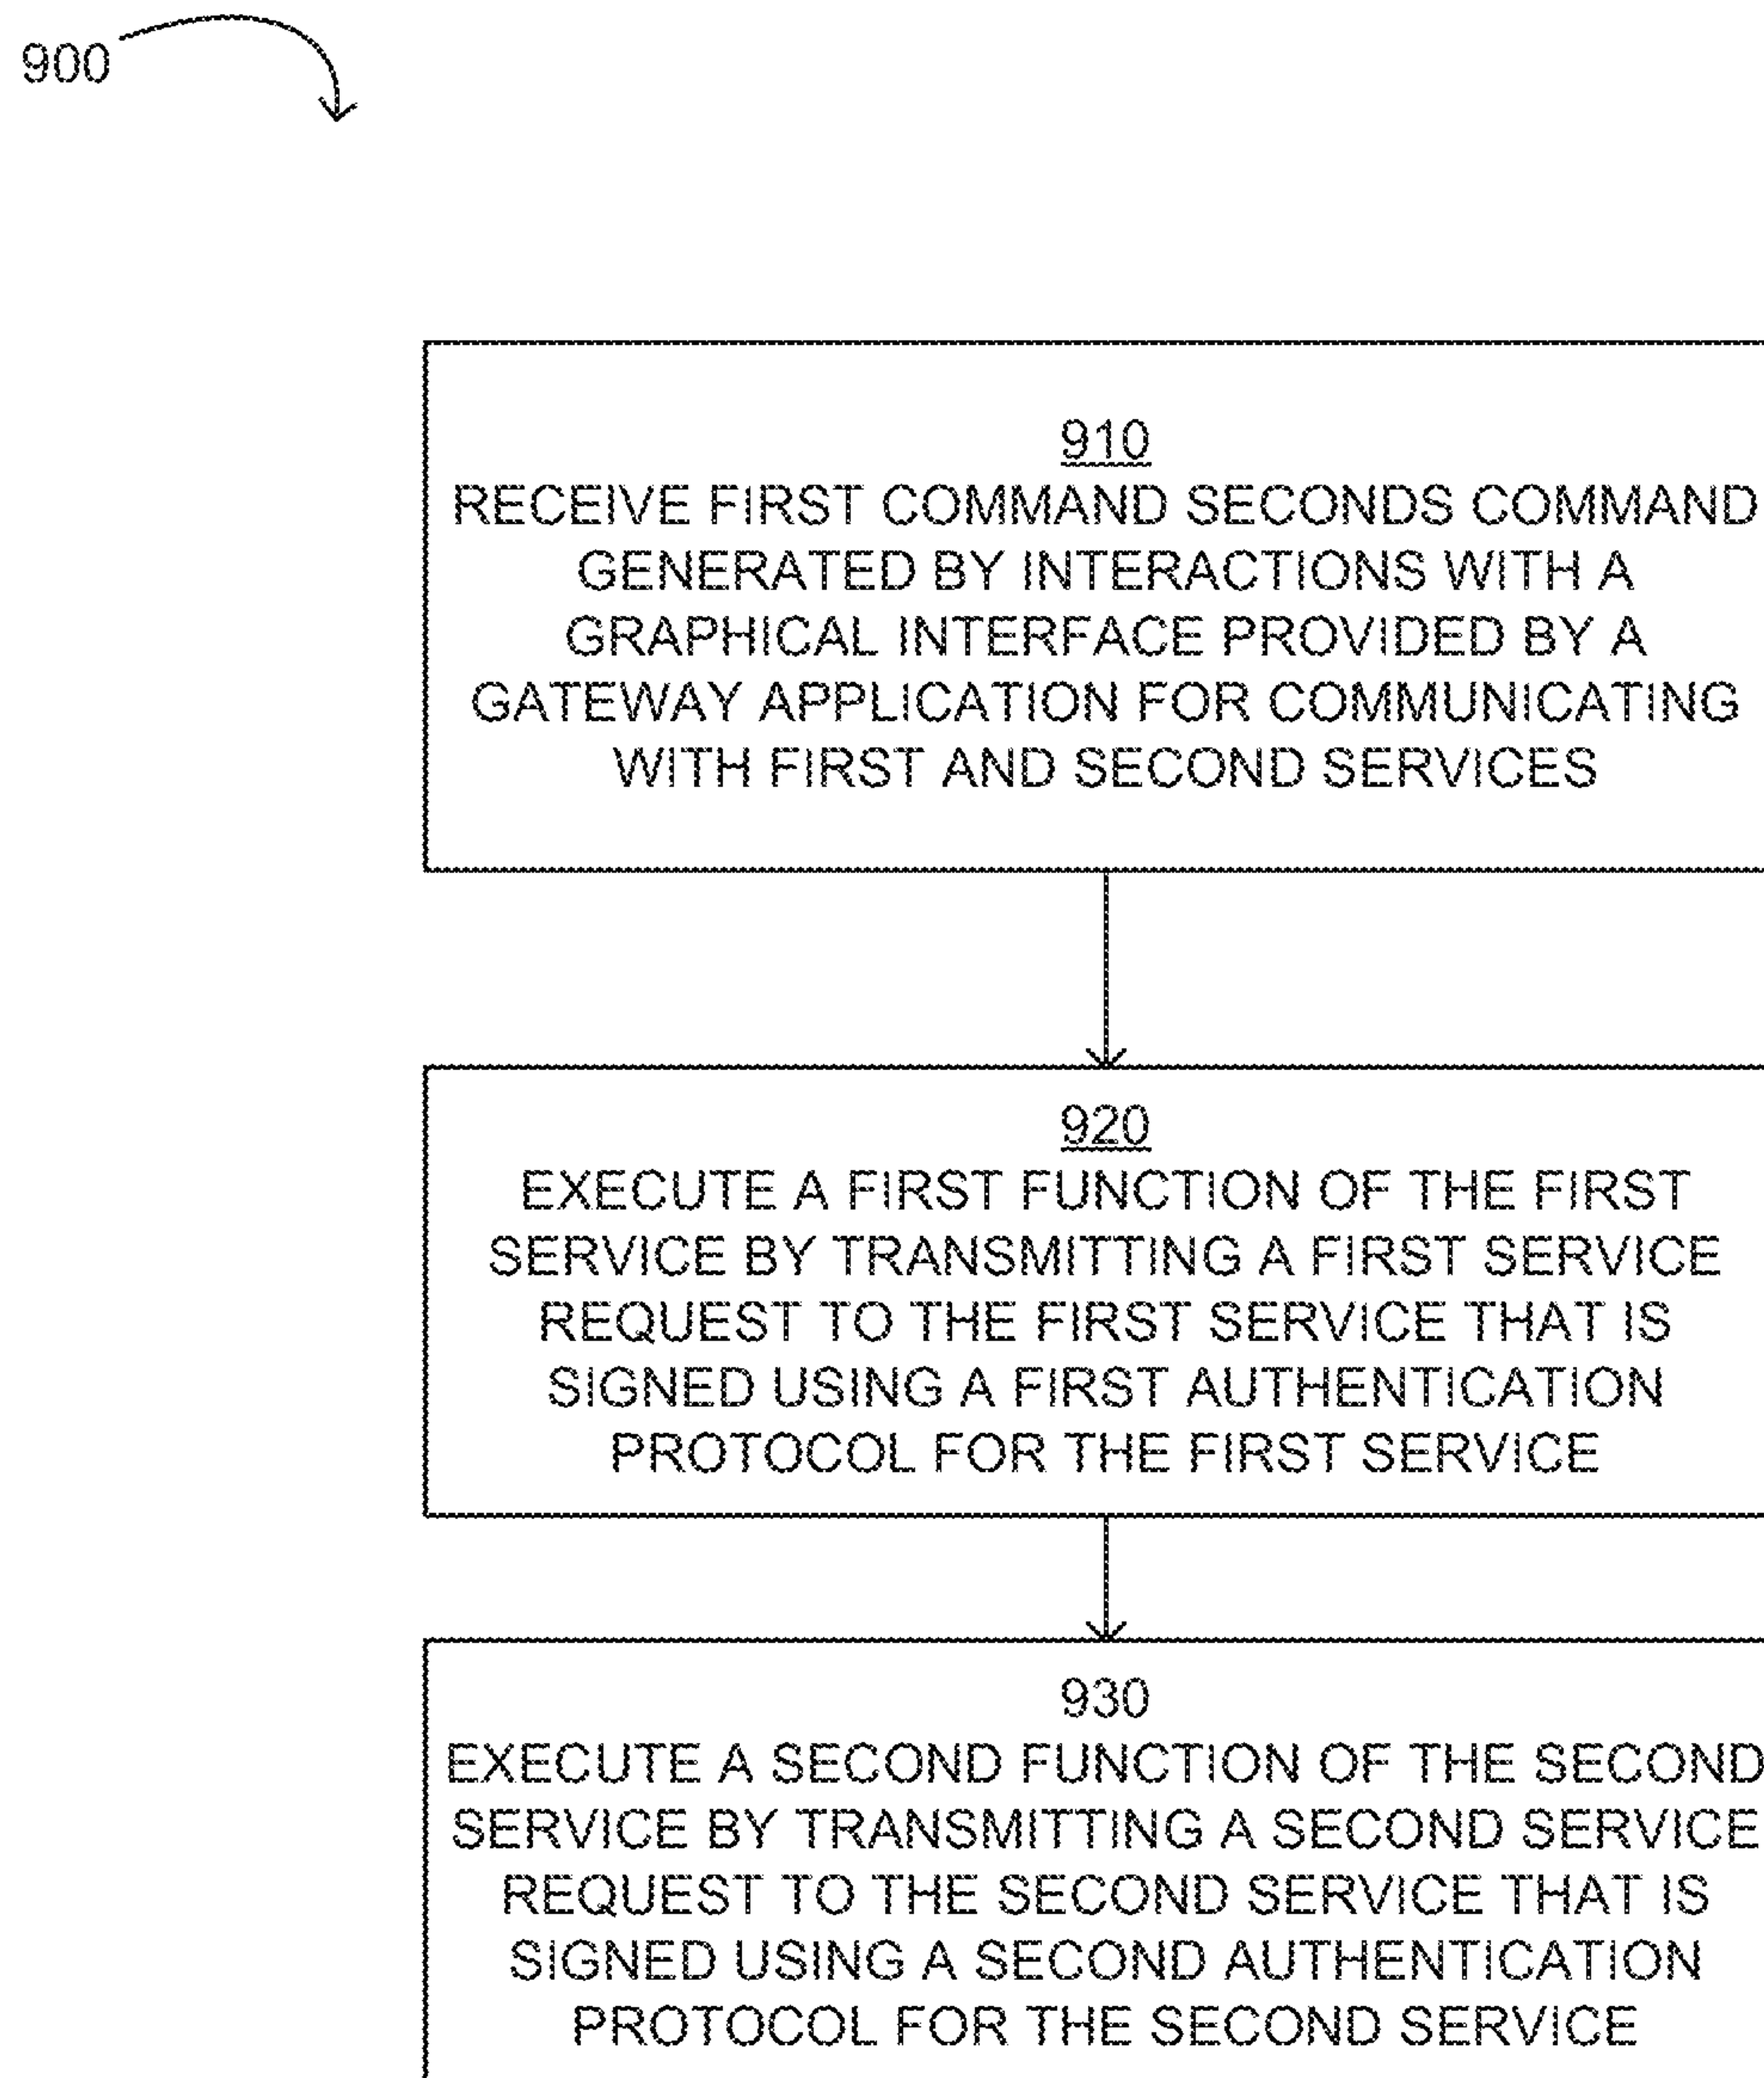 900
910
RECEIVE FIRST COMMAND SECONDS COMMAND
GENERATED BY INTERACTIONS WITH A
GRAPHICAL INTERFACE PROVIDED BY A
GATEWAY APPLICATION FOR COMMUNICATING
WITH FIRST AND SECOND SERVICES
920
EXECUTE A FIRST FUNCTION OF THE FIRST
SERVICE BY TRANSMITTING A FIRST SERVICE
REQUEST TO THE FIRST SERVICE THAT IS
SIGNED USING A FIRST AUTHENTICATION
PROTOCOL FOR THE FIRST SERVICE
930
EXECUTE A SECOND FUNCTION OF THE SECOND
SERVICE BY TRANSMITTING A SECOND SERVICE
REQUEST TO THE SECOND SERVICE THAT IS
SIGNED USING A SECOND AUTHENTICATION
PROTOCOL FOR THE SECOND SERVICE